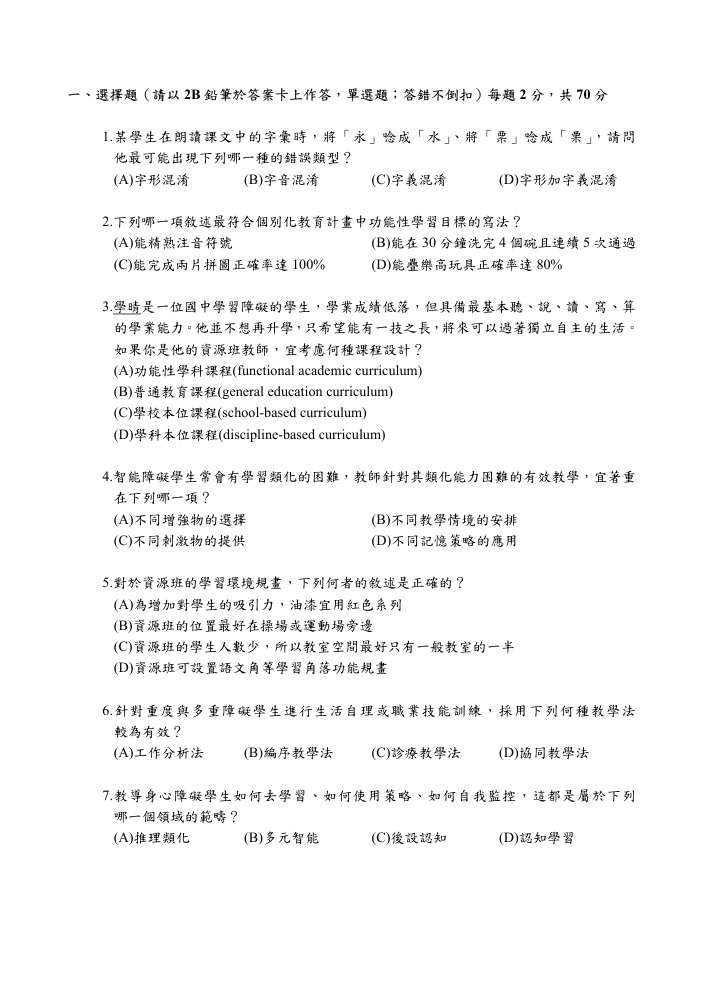 一、選擇題（請以 2B 鉛筆於答案卡上作答，單選題；答錯不倒扣）每題 2 分，共 70 分
1.某學生在朗讀課文中的字彙時，將「永」唸成「水」、將「票」唸成「栗」，請問
他最可能出現下列哪一種的錯誤類型？
(A)字形混淆 (B)字音混淆 (C)字義混淆 (D)字形加字義混淆
2.下列哪一項敘述最符合個別化教育計畫中功能性學習目標的寫法？
(A)能精熟注音符號 (B)能在 30 分鐘洗完 4 個碗且連續 5 次通過
(C)能完成兩片拼圖正確率達 100% (D)能疊樂高玩具正確率達 80%
3.學晴是一位國中學習障礙的學生，學業成績低落，但具備最基本聽、說、讀、寫、算
的學業能力。他並不想再升學，只希望能有一技之長，將來可以過著獨立自主的生活。
如果你是他的資源班教師，宜考慮何種課程設計？
(A)功能性學科課程(functional academic curriculum)
(B)普通教育課程(general education curriculum)
(C)學校本位課程(school-based curriculum)
(D)學科本位課程(discipline-based curriculum)
4.智能障礙學生常會有學習類化的困難，教師針對其類化能力困難的有效教學，宜著重
在下列哪一項？
(A)不同增強物的選擇 (B)不同教學情境的安排
(C)不同刺激物的提供 (D)不同記憶策略的應用
5.對於資源班的學習環境規畫，下列何者的敘述是正確的？
(A)為增加對學生的吸引力，油漆宜用紅色系列
(B)資源班的位置最好在操場或運動場旁邊
(C)資源班的學生人數少，所以教室空間最好只有一般教室的一半
(D)資源班可設置語文角等學習角落功能規畫
6.針對重度與多重障礙學生進行生活自理或職業技能訓練，採用下列何種教學法
較為有效？
(A)工作分析法 (B)編序教學法 (C)診療教學法 (D)協同教學法
7.教導身心障礙學生如何去學習、如何使用策略、如何自我監控，這都是屬於下列
哪一個領域的範疇？
(A)推理類化 (B)多元智能 (C)後設認知 (D)認知學習